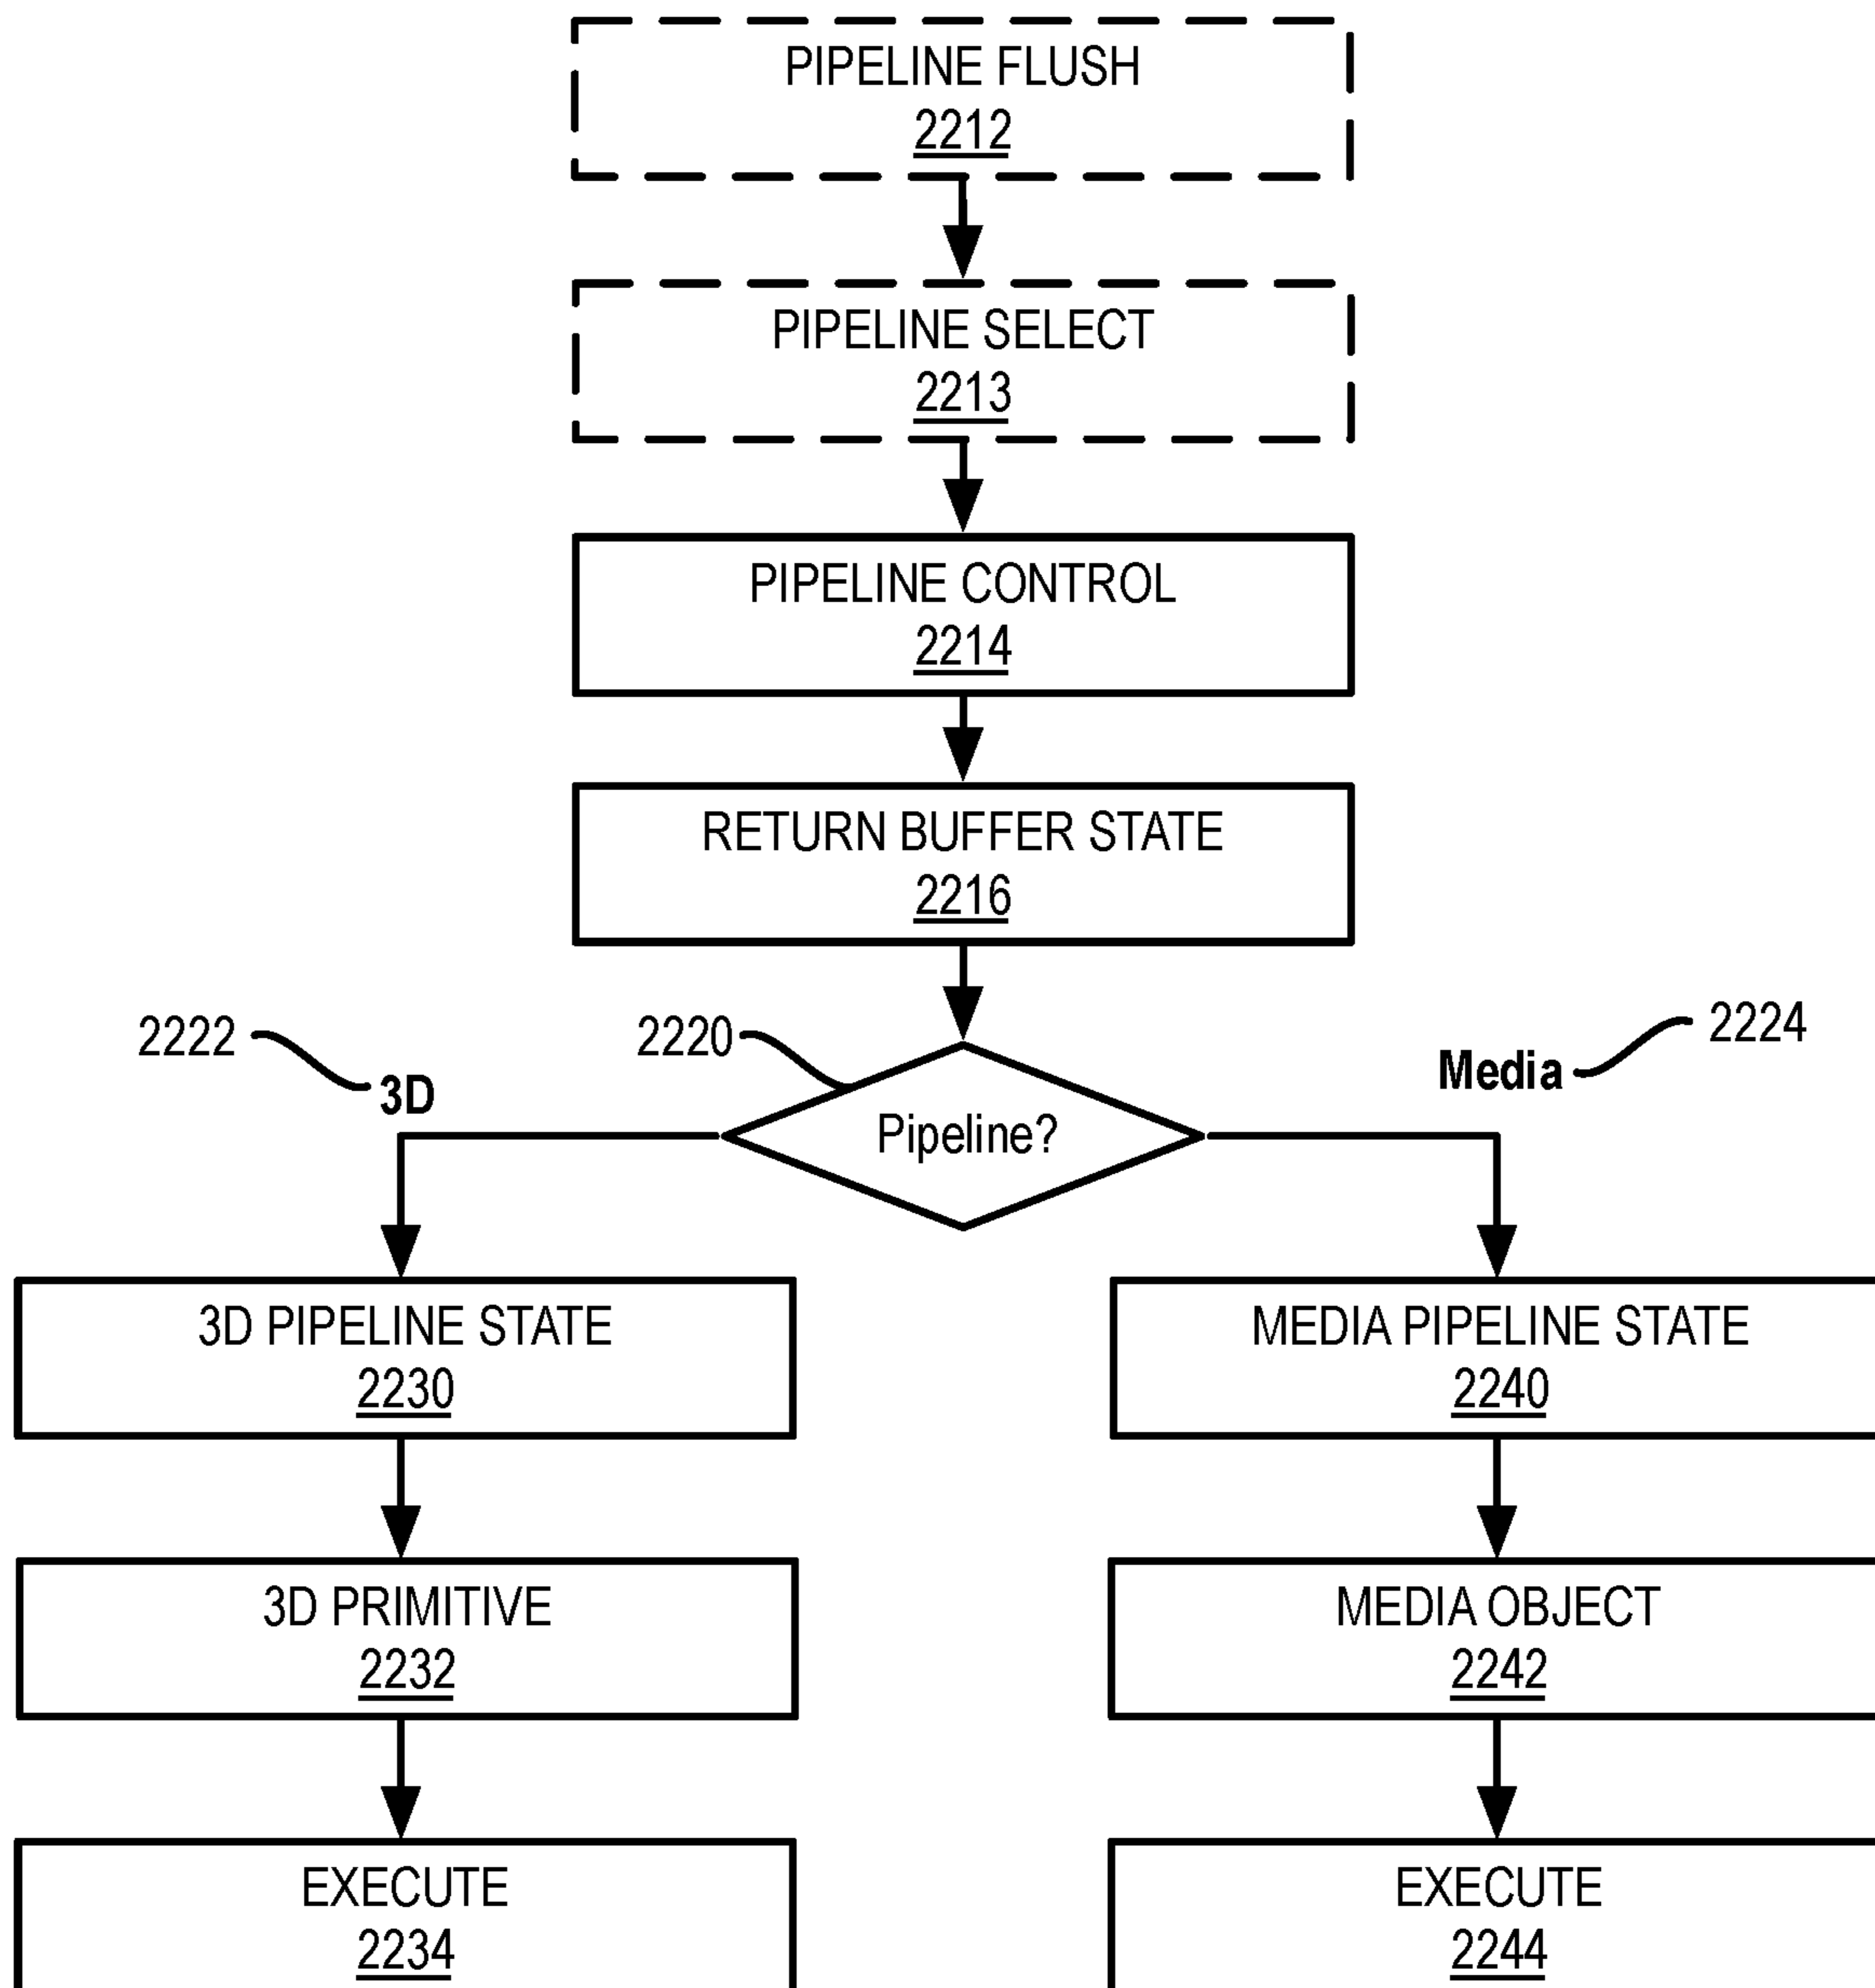 PIPELINE FLUSH
2212
PIPELINE SELECT
2213
PIPELINE CONTROL
2214
RETURN BUFFER STATE
2216
2222
3D
2220
Pipeline?
Media
2224
3D PIPELINE STATE
2230
MEDIA PIPELINE STATE
2240
3D PRIMITIVE
2232
MEDIA OBJECT
2242
EXECUTE
2234
EXECUTE
2244